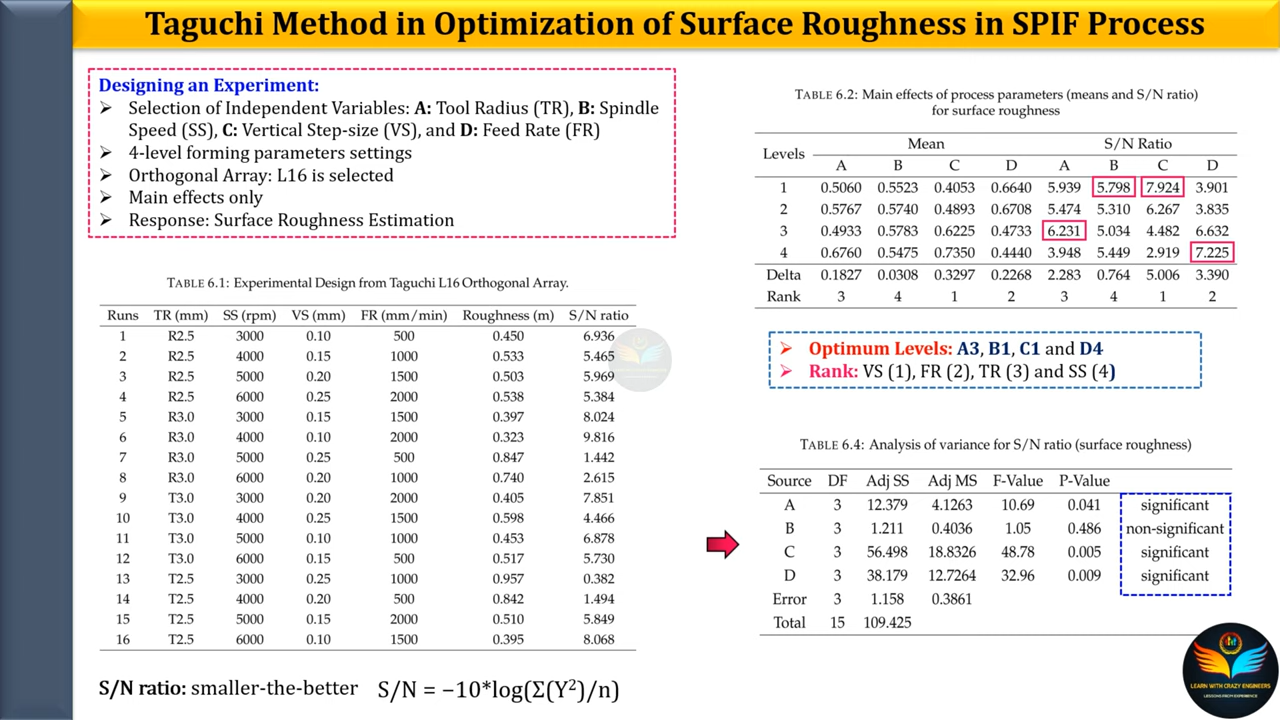 Taguchi Method in Optimization of Surface Roughness in SPIF Process
Designing an Experiment:
➢ Selection of Independent Variables: A: Tool Radius (TR), B: Spindle
Speed (SS), C: Vertical Step-size (VS), and D: Feed Rate (FR)
➢ 4-level forming parameters settings
➢ Orthogonal Array: L16 is selected
➢ Main effects only
➢ Response: Surface Roughness Estimation
TABLE 6.1: Experimental Design from Taguchi L16 Orthogonal Array.
Runs TR (mm) SS (rpm) VS (mm) FR (mm/min) Roughness (m) S/N ratio
1 R2.5 3000 0.10 500 0.450 6.936
2 R2.5 4000 0.15 1000 0.533 5.465
3 R2.5 5000 0.20 1500 0.503 5.969
4 R2.5 6000 0.25 2000 0.538 5.384
5 R3.0 3000 0.15 1500 0.397 8.024
6 R3.0 4000 0.10 2000 0.323 9.816
7 R3.0 5000 0.25 500 0.847 1.442
8 R3.0 6000 0.20 1000 0.740 2.615
9 T3.0 3000 0.20 2000 0.405 7.851
10 T3.0 4000 0.25 1500 0.598 4.466
11 T3.0 5000 0.10 1000 0.453 6.878
12 T3.0 6000 0.15 500 0.517 5.730
13 T2.5 3000 0.25 1000 0.957 0.382
14 T2.5 4000 0.20 500 0.842 1.494
15 T2.5 5000 0.15 2000 0.510 5.849
16 T2.5 6000 0.10 1500 0.395 8.068
S/N ratio: smaller-the-better S/N = −10*log(Σ(Y²)/n)
TABLE 6.2: Main effects of process parameters (means and S/N ratio)
for surface roughness
Levels Mean S/N Ratio
A B C D A B C D
1 0.5060 0.5523 0.4053 0.6640 5.939 5.798 7.924 3.901
2 0.5767 0.5740 0.4893 0.6708 5.474 5.310 6.267 3.835
3 0.4933 0.5783 0.6225 0.4733 6.231 5.034 4.482 6.632
4 0.6760 0.5475 0.7350 0.4440 3.948 5.449 2.919 7.225
Delta 0.1827 0.0308 0.3297 0.2268 2.283 0.764 5.006 3.390
Rank 3 4 1 2 3 4 1 2
➢ Optimum Levels: A3, B1, C1 and D4
➢ Rank: VS (1), FR (2), TR (3) and SS (4)
TABLE 6.4: Analysis of variance for S/N ratio (surface roughness)
Source DF Adj SS Adj MS F-Value P-Value
A 3 12.379 4.1263 10.69 0.041 significant
B 3 1.211 0.4036 1.05 0.486 non-significant
C 3 56.498 18.8326 48.78 0.005 significant
D 3 38.179 12.7264 32.96 0.009 significant
Error 3 1.158 0.3861
Total 15 109.425
LEARN WITH CRAZY ENGINEERS
LESSONS FROM EXPERIENCE